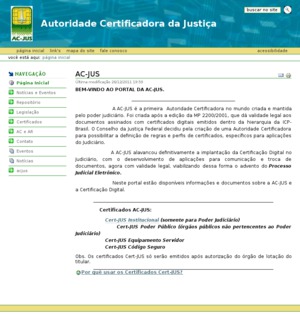 AC-JUS
Autoridade Certificadora da Justiça
buscar no site
página inicial link's mapa do site fale conosco acessibilidade
você está aqui: página inicial
NAVEGAÇÃO
Página Inicial
Notícias e Eventos
Repositório
Legislação
Certificados
AC e AR
Contato
Eventos
Notícias
AC-JUS
última modificação
BEM-VINDO AO PORTAL DA AC-JUS.
A AC-JUS é a primeira Autoridade Certificadora no mundo criada e mantida
pelo poder judiciário. Foi criada após a edição da MP 2200/2001, que dá validade legal aos
documentos assinados com certificados digitais emitidos dentro da hierarquia da ICP-
Brasil. O Conselho da Justiça Federal decidiu pela criação de uma Autoridade Certificadora
para possibilitar a definição de regras e perfis de certificados, específicos para aplicações
do Judiciário.
A AC-JUS alavancou definitivamente a implantação da Certificação Digital no
Judiciário, com o desenvolvimento de aplicações para comunicação e troca de
documentos, agora com validade legal, viabilizando dessa forma o advento do Processo
Judicial Eletrônico.
Neste portal estão disponíveis informações e documentos sobre a AC-JUS e
a Certificação Digital.
Certificados AC-JUS:
Cert-JUS Institucional (somente para Poder Judiciário)
Cert-JUS Poder Público (órgãos públicos não pertencentes ao Poder
Judiciário)
Cert-JUS Equipamento Servidor
Cert-JUS Código Seguro
Obs. Os certificados Cert-JUS só serão emitidos após autorização do órgão de lotação do
titular.
Por quê usar os Certificados Cert-JUS?